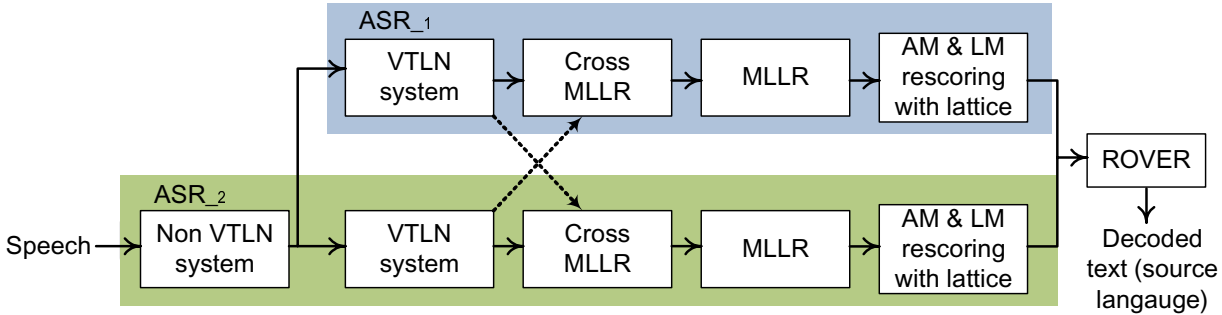 ASR_1
VTLN
system
Cross
MLLR
MLLR
AM & LM
rescoring
with lattice
ROVER
ASR_2
Speech
Non VTLN
system
VTLN
system
Cross
MLLR
MLLR
AM & LM
rescoring
with lattice
Decoded
text (source
langauge)